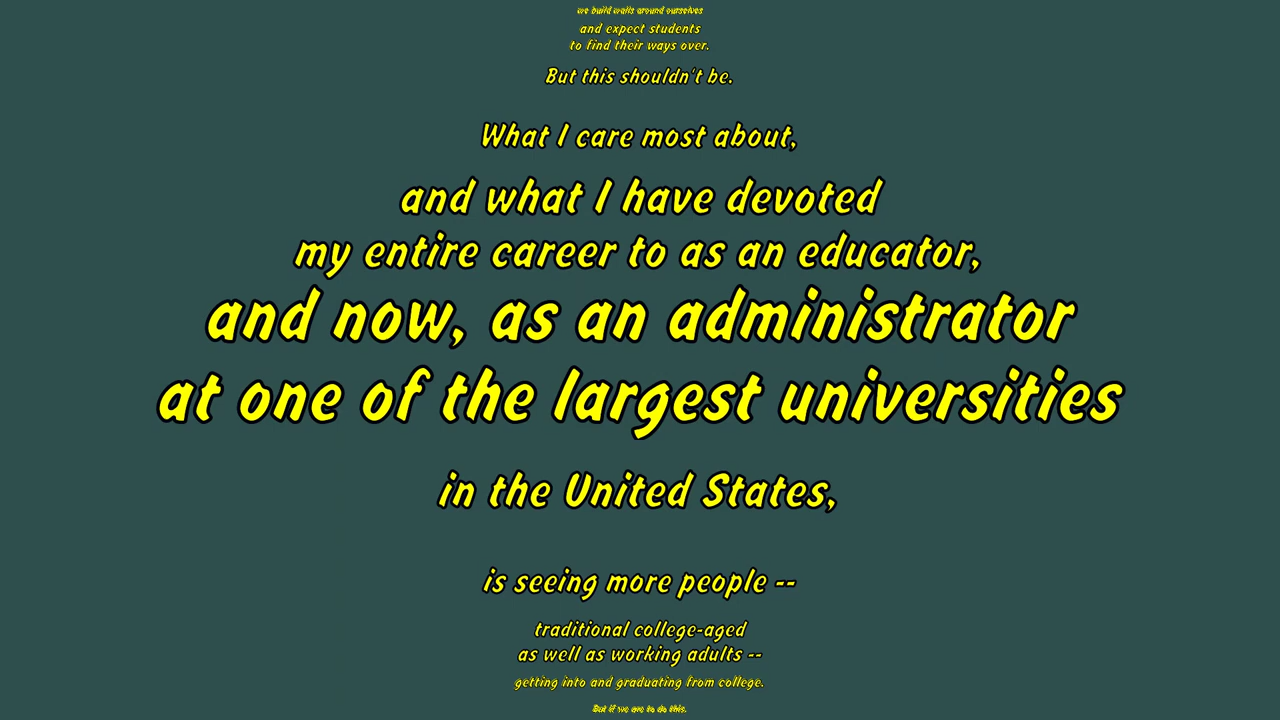 we build walls around ourselves
and expect students
to find their ways over.
But this shouldn't be.
What I care most about,
and what I have devoted
my entire career to as an educator,
and now, as an administrator
at one of the largest universities
in the United States,
is seeing more people --
traditional college-aged
as well as working adults --
getting into and graduating from college.
But if we are to do this,